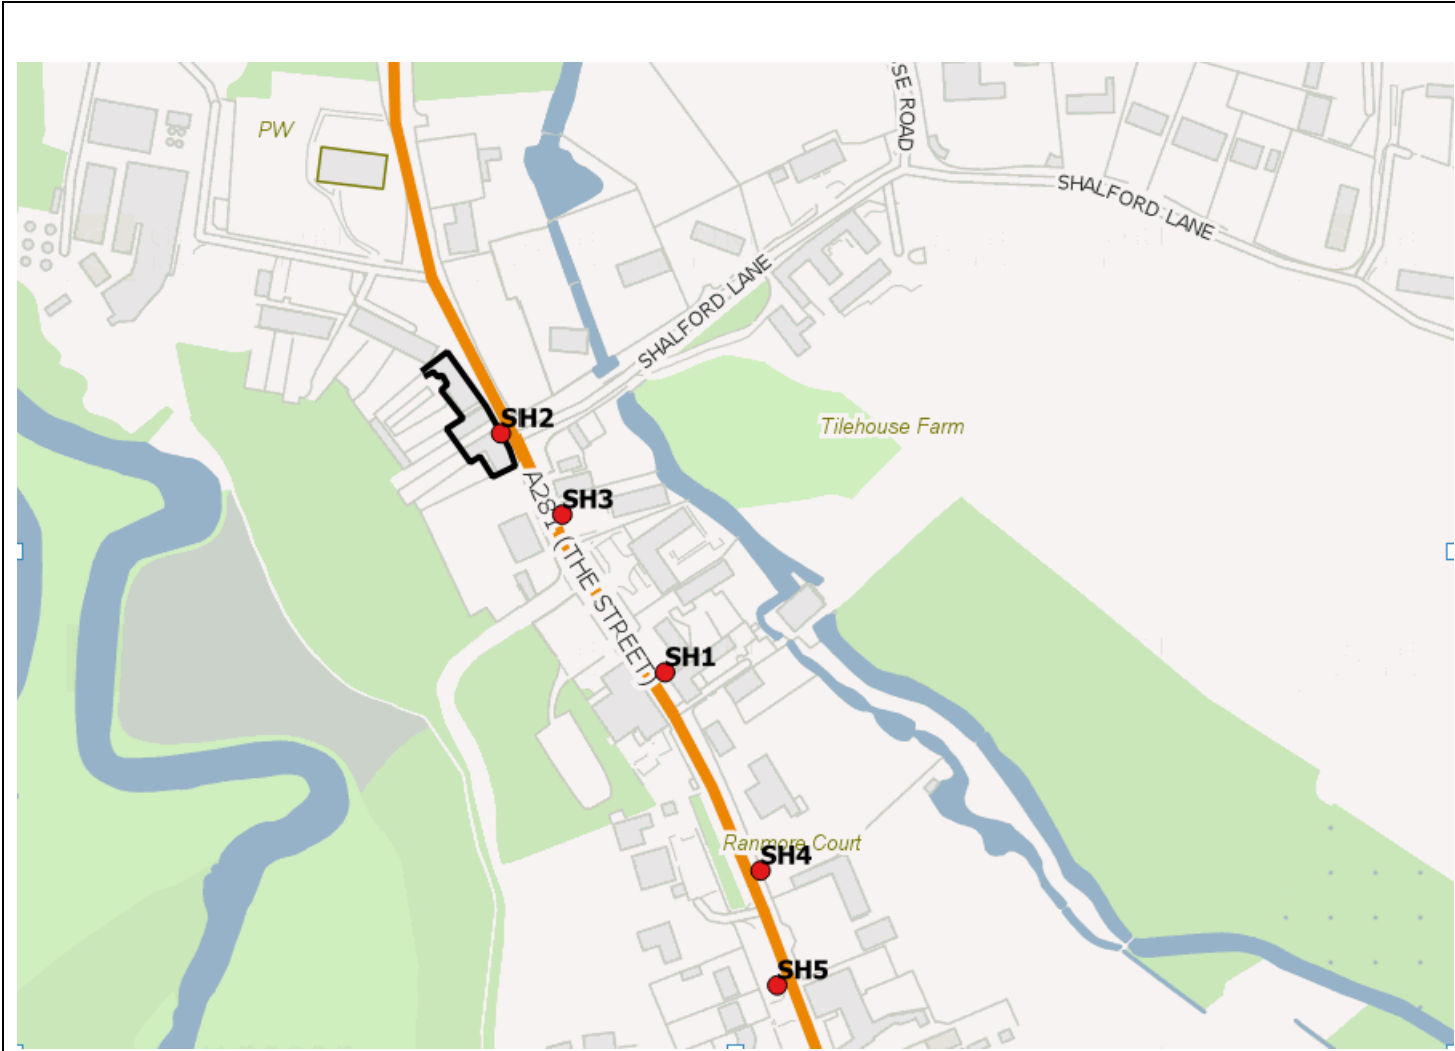 SE ROAD
PW
SHALFORD LANE
SHALFORD LANE
SH2
Tilehouse Farm
A281 (THE STREET)
SH3
SH1
Ranmore Court
SH4
SH5